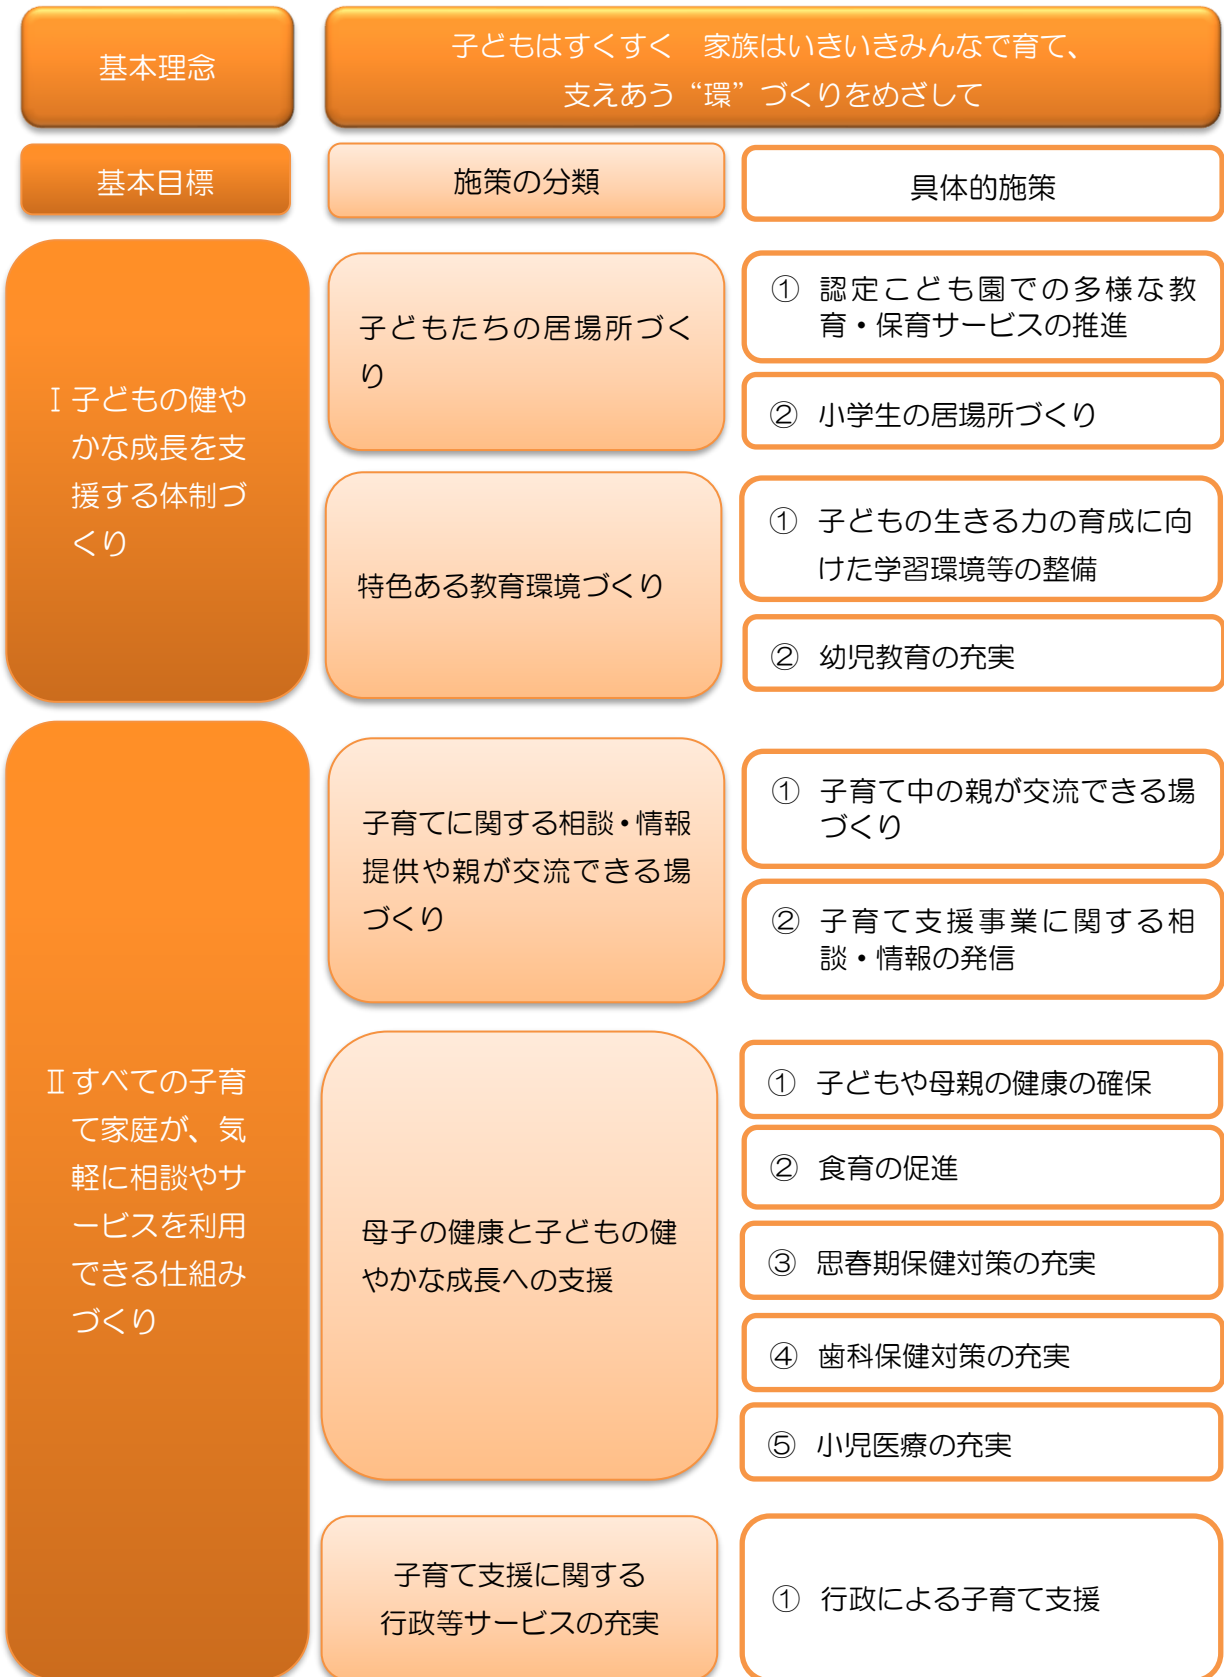 基本理念
子どもはすくすく　家族はいきいきみんなで育て、
支えあう“環”づくりをめざして
基本目標
施策の分類
具体的施策
Ⅰ子どもの健や
かな成長を支
援する体制づ
くり
子どもたちの居場所づく
り
① 認定こども園での多様な教
育・保育サービスの推進
② 小学生の居場所づくり
特色ある教育環境づくり
① 子どもの生きる力の育成に向
けた学習環境等の整備
② 幼児教育の充実
Ⅱすべての子育
て家庭が、気
軽に相談やサ
ービスを利用
できる仕組み
づくり
子育てに関する相談・情報
提供や親が交流できる場
づくり
① 子育て中の親が交流できる場
づくり
② 子育て支援事業に関する相
談・情報の発信
母子の健康と子どもの健
やかな成長への支援
① 子どもや母親の健康の確保
② 食育の促進
③ 思春期保健対策の充実
④ 歯科保健対策の充実
⑤ 小児医療の充実
子育て支援に関する
行政等サービスの充実
① 行政による子育て支援